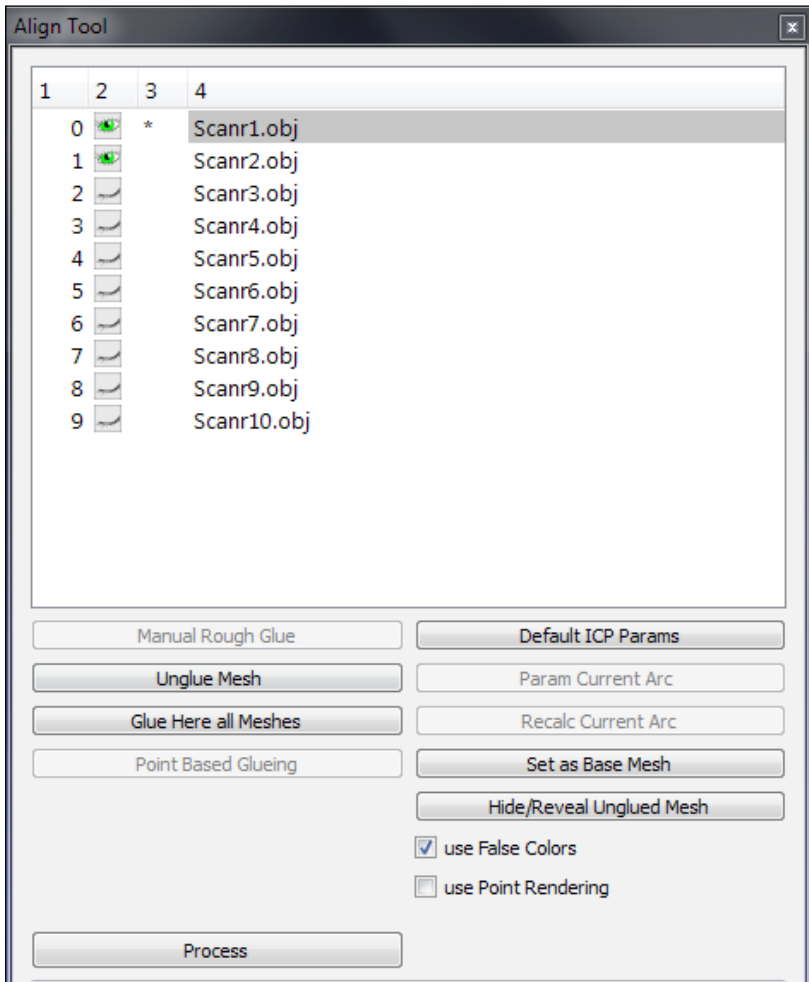 Align Tool
1 2 3 4
0 * Scanr1.obj
1 Scanr2.obj
2 Scanr3.obj
3 Scanr4.obj
4 Scanr5.obj
5 Scanr6.obj
6 Scanr7.obj
7 Scanr8.obj
8 Scanr9.obj
9 Scanr10.obj
Manual Rough Glue Default ICP Params
Unglue Mesh Param Current Arc
Glue Here all Meshes Recalc Current Arc
Point Based Glueing Set as Base Mesh
Hide/Reveal Unglued Mesh
use False Colors
use Point Rendering
Process